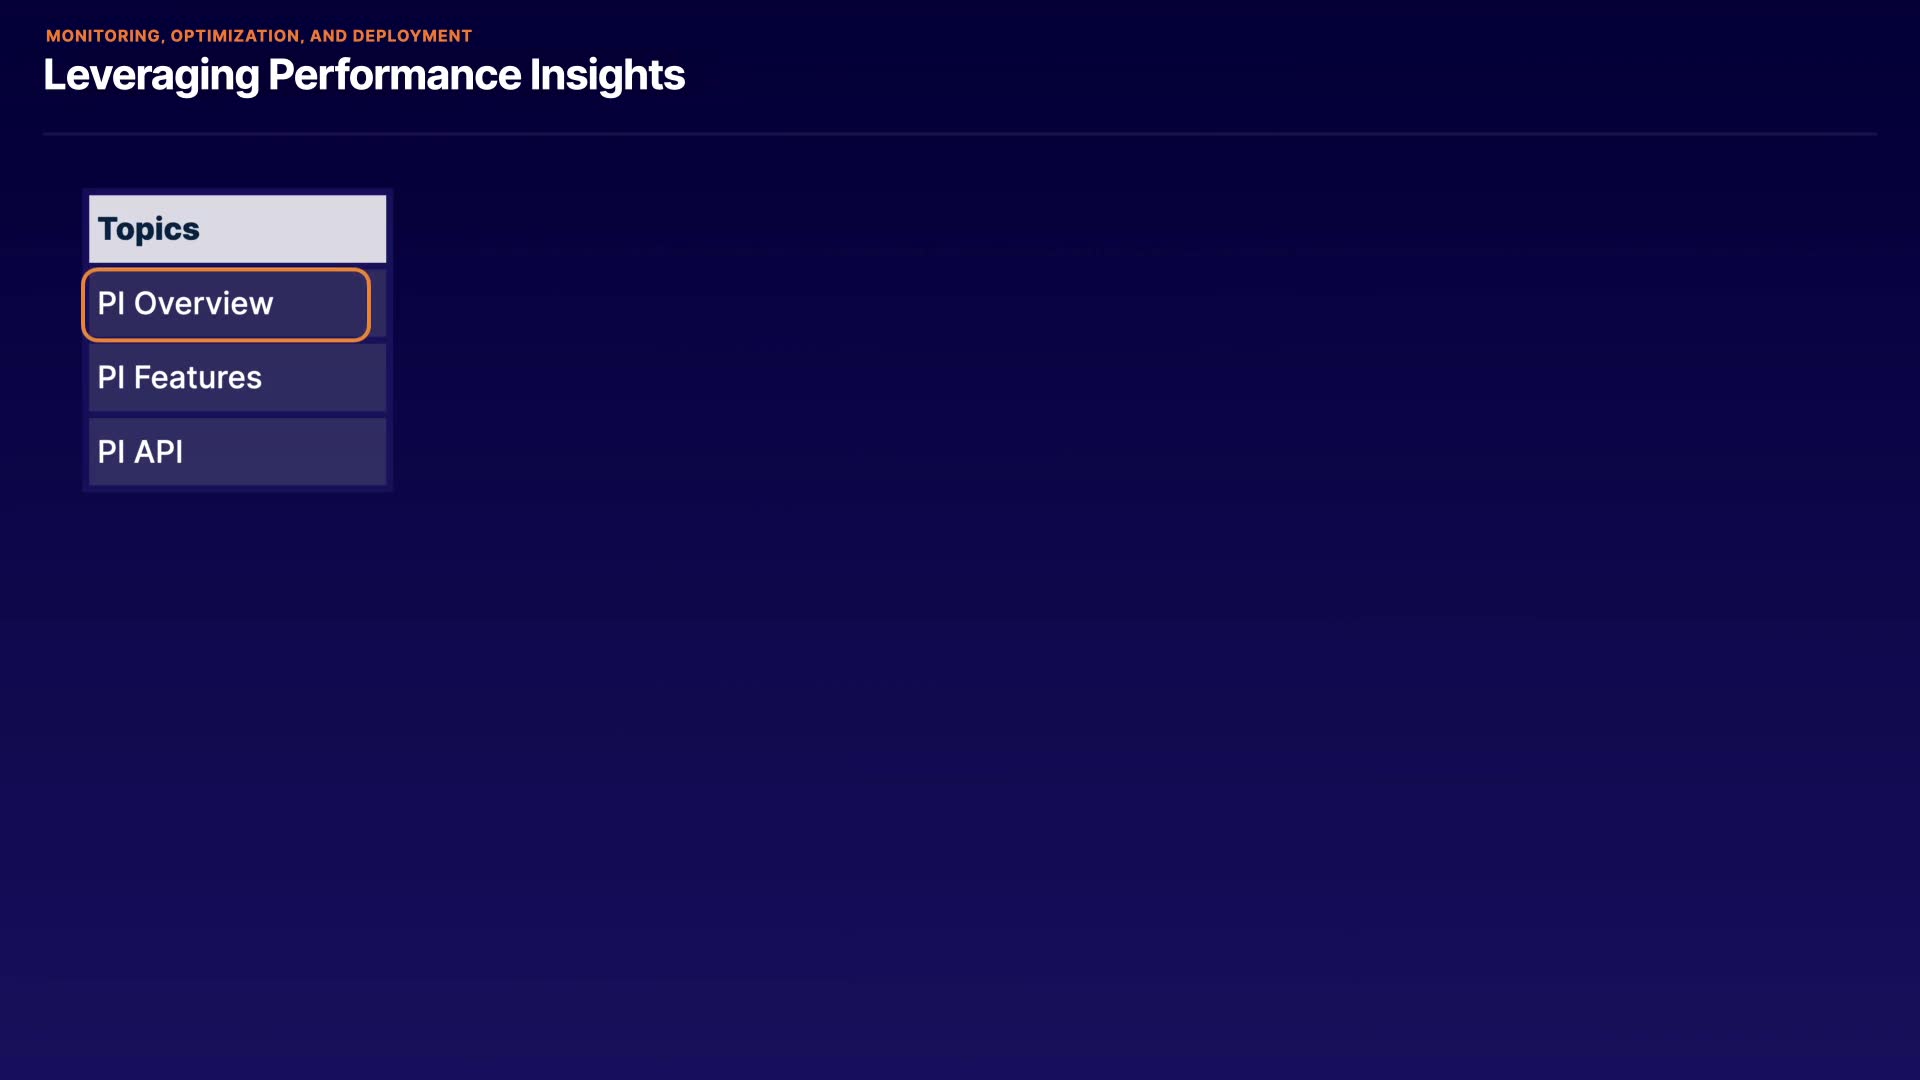 MONITORING, OPTIMIZATION, AND DEPLOYMENT
Leveraging Performance Insights
Topics
PI Overview
PI Features
PI API